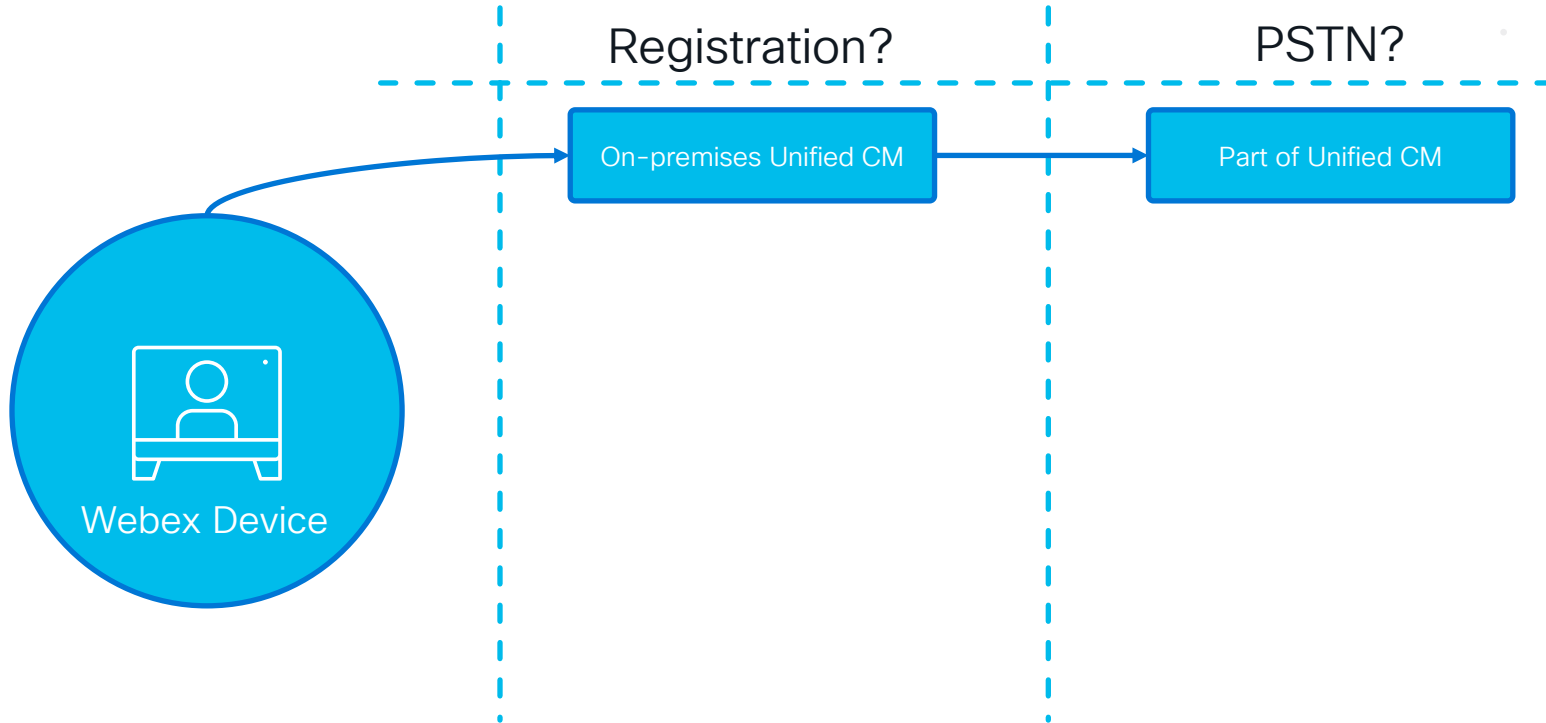 Registration?
PSTN?
On-premises Unified CM
Part of Unified CM
Webex Device